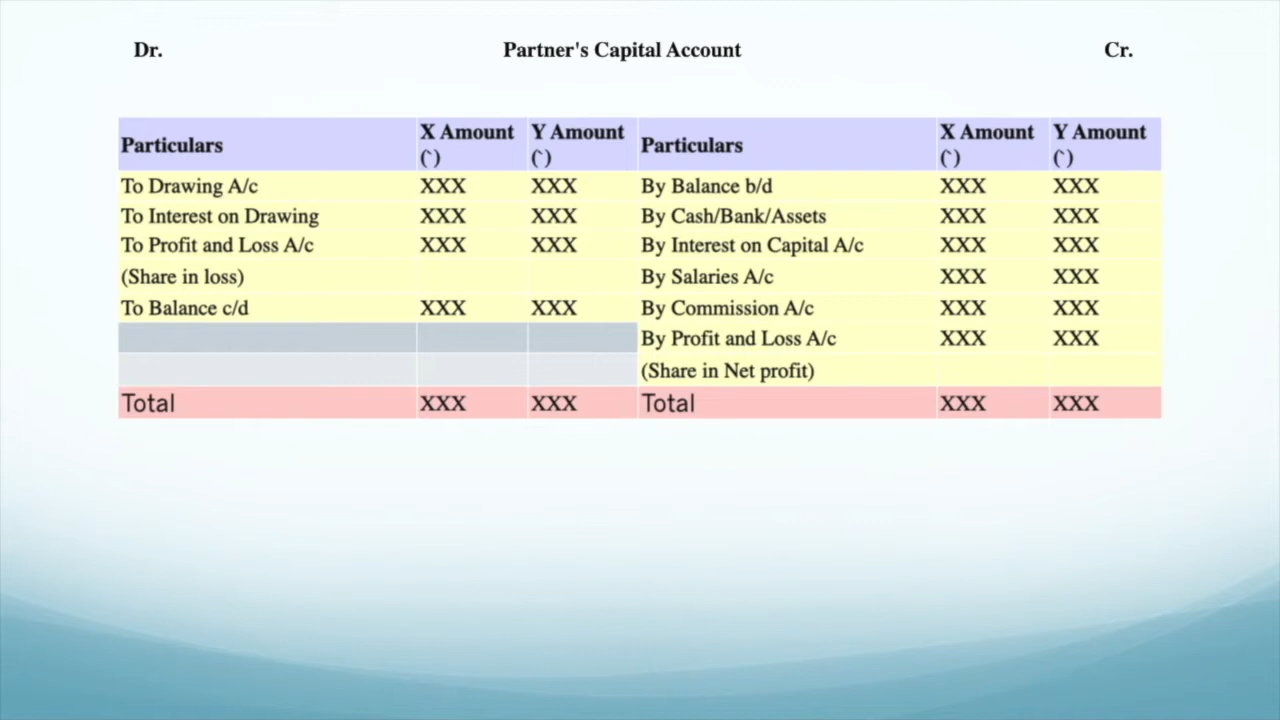 Dr. Partner's Capital Account Cr.
Particulars X Amount (`) Y Amount (`) Particulars X Amount (`) Y Amount (`)
To Drawing A/c XXX XXX By Balance b/d XXX XXX
To Interest on Drawing XXX XXX By Cash/Bank/Assets XXX XXX
To Profit and Loss A/c XXX XXX By Interest on Capital A/c XXX XXX
(Share in loss) By Salaries A/c XXX XXX
To Balance c/d XXX XXX By Commission A/c XXX XXX
By Profit and Loss A/c XXX XXX
(Share in Net profit)
Total XXX XXX Total XXX XXX